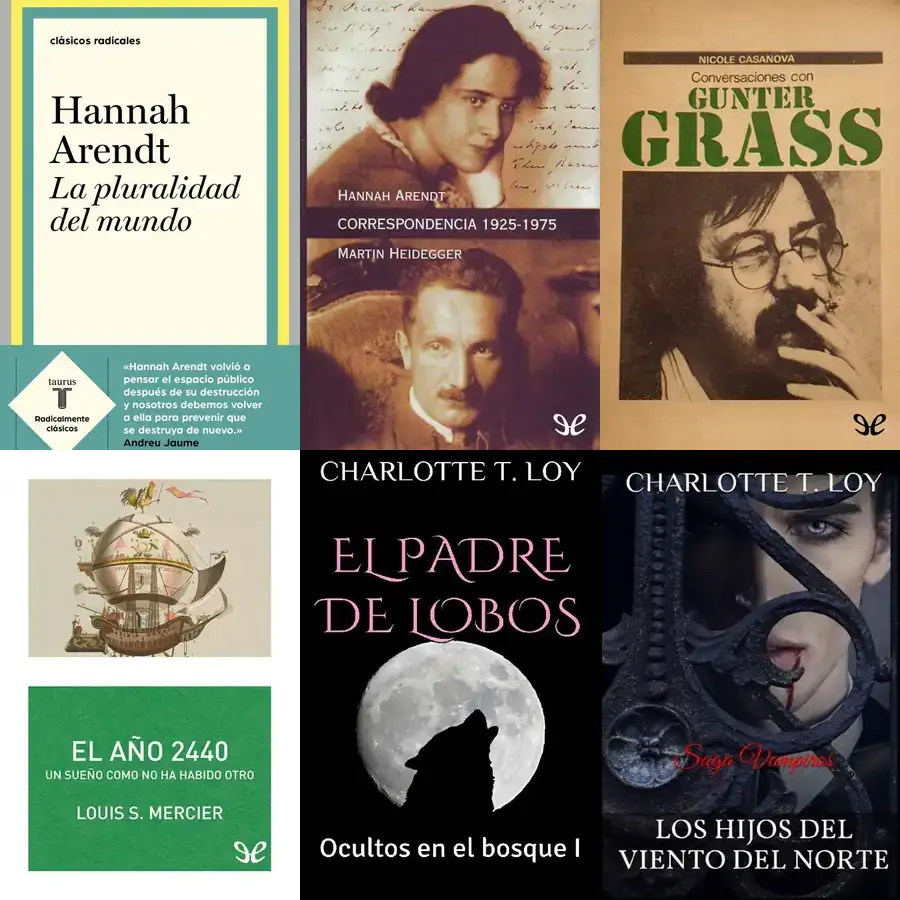 clásicos radicales
Hannah
Arendt
La pluralidad
del mundo
taurus
Radicalmente
clásicos
«Hannah Arendt volvió a
pensar el espacio público
después de su destrucción
y nosotros debemos volver
a ella para prevenir que
se destruya de nuevo.»
Andreu Jaume
HANNAH ARENDT
CORRESPONDENCIA 1925-1975
MARTIN HEIDEGGER
NICOLE CASANOVA
Conversaciones con
GUNTER
GRASS
EL AÑO 2440
UN SUEÑO COMO NO HA HABIDO OTRO
LOUIS S. MERCIER
CHARLOTTE T. LOY
EL PADRE
DE LOBOS
Ocultos en el bosque I
CHARLOTTE T. LOY
Saga Vampiros
LOS HIJOS DEL
VIENTO DEL NORTE